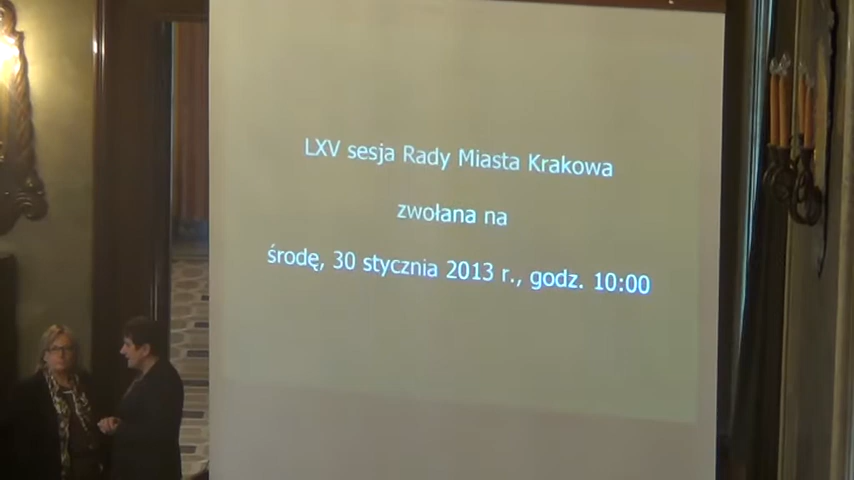 LXV sesja Rady Miasta Krakowa
zwołana na
środę, 30 stycznia 2013 r., godz. 10:00